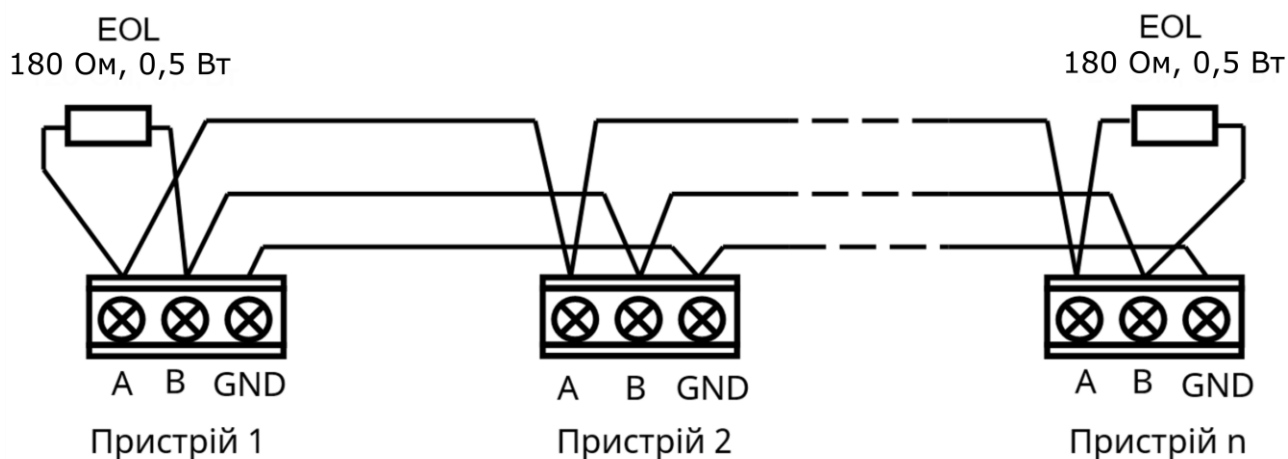 EOL
180 Ом, 0,5 Вт
EOL
180 Ом, 0,5 Вт
A B GND
A B GND
A B GND
Пристрій 1
Пристрій 2
Пристрій n